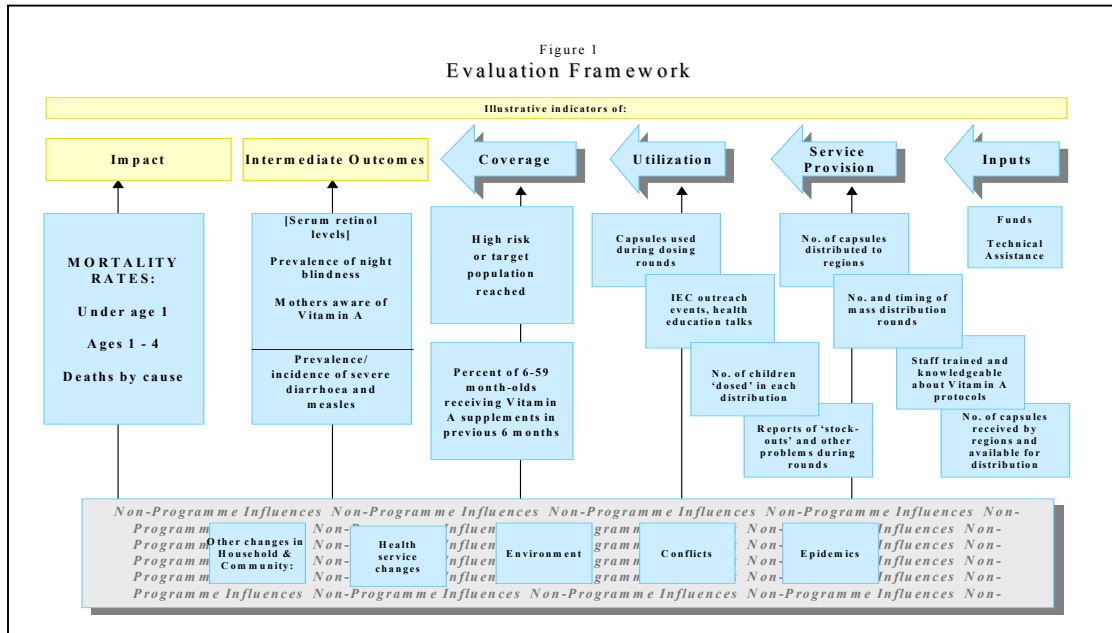 Figure 1
Evaluation Framework
Illustrative indicators of:
Impact
Intermediate Outcomes
Coverage
Utilization
Service
Provision
Inputs
MORTALITY
RATES:
Under age 1
Ages 1 - 4
Deaths by cause
[Serum retinol
levels]
Prevalence of night
blindness
Mothers aware of
Vitamin A
Prevalence/
incidence of severe
diarrhoea and
measles
High risk
or target
population
reached
Percent of 6-59
month-olds
receiving Vitamin
A supplements in
previous 6 months
Capsules used
during dosing
rounds
IEC outreach
events, health
education talks
No. of children
‘dosed’ in each
distribution
Reports of ‘stock-
outs’ and other
problems during
rounds
No. of capsules
distributed to
regions
No. and timing of
mass distribution
rounds
Staff trained and
knowledgeable
about Vitamin A
protocols
No. of capsules
received by
regions and
available for
distribution
Funds
Technical
Assistance
Non-Programme Influences Non-Programme Influences Non-Programme Influences Non-Programme Influences Non-
Programme Influences Non-Programme Influences Non-Programme Influences Non-Programme Influences Non-
Other changes in
Household &
Community:
Health
service
changes
Environment
Conflicts
Epidemics